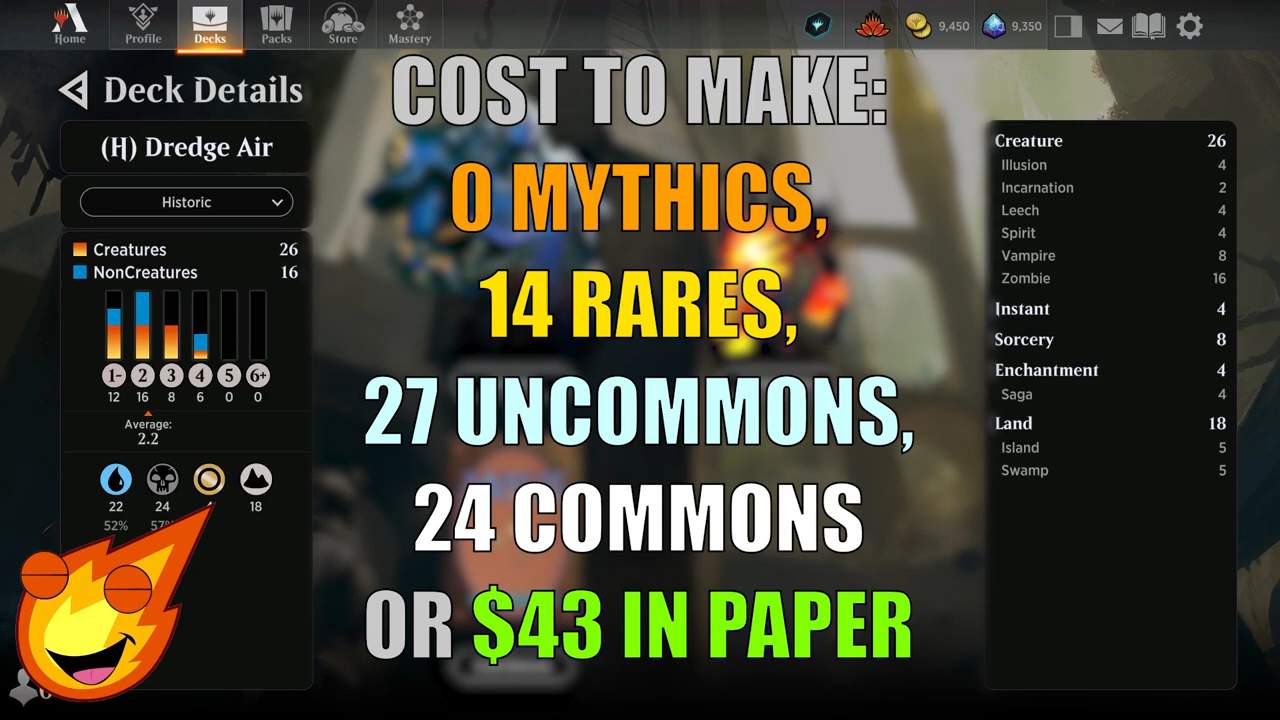 Home
Profile
Decks
Packs
Store
Mastery
9,450
9,350
Deck Details
(H) Dredge Air
Historic
Creatures 26
NonCreatures 16
1- 2 3 4 5 6+
12 16 8 6 0 0
Average:
2.2
22 24 18
52%
COST TO MAKE:
0 MYTHICS,
14 RARES,
27 UNCOMMONS,
24 COMMONS
OR $43 IN PAPER
Creature 26
Illusion 4
Incarnation 2
Leech 4
Spirit 4
Vampire 8
Zombie 16
Instant 4
Sorcery 8
Enchantment 4
Saga 4
Land 18
Island 5
Swamp 5